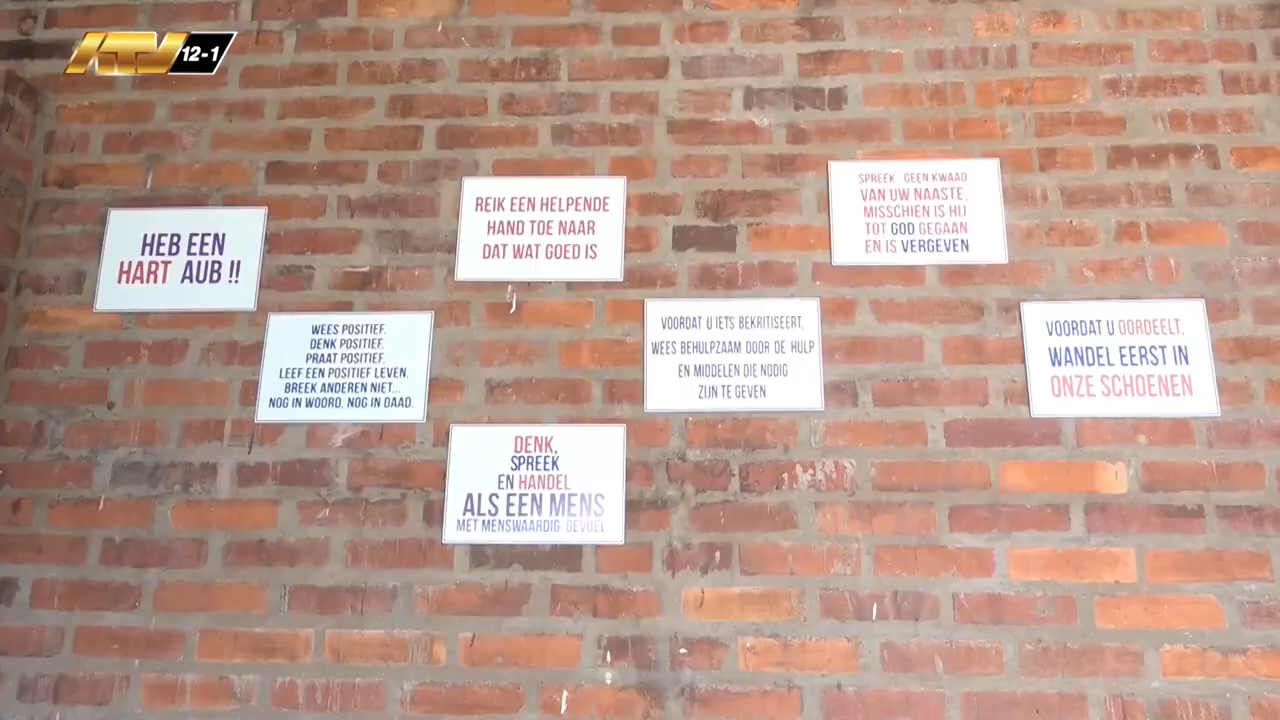 ATV
12-1
HEB EEN
HART AUB !!
REIK EEN HELPENDE
HAND TOE NAAR
DAT WAT GOED IS
SPREEK GEEN KWAAD
VAN UW NAASTE,
MISSCHIEN IS HIJ
TOT GOD GEGAAN
EN IS VERGEVEN
WEES POSITIEF.
DENK POSITIEF.
PRAAT POSITIEF.
LEEF EEN POSITIEF LEVEN.
BREEK ANDEREN NIET...
NOG IN WOORD, NOG IN DAAD.
VOORDAT U IETS BEKRITISEERT,
WEES BEHULPZAAM DOOR DE HULP
EN MIDDELEN DIE NODIG
ZIJN TE GEVEN.
VOORDAT U OORDEELT,
WANDEL EERST IN
ONZE SCHOENEN
DENK,
SPREEK
EN HANDEL
ALS EEN MENS
MET MENSWAARDIG GEVOEL.